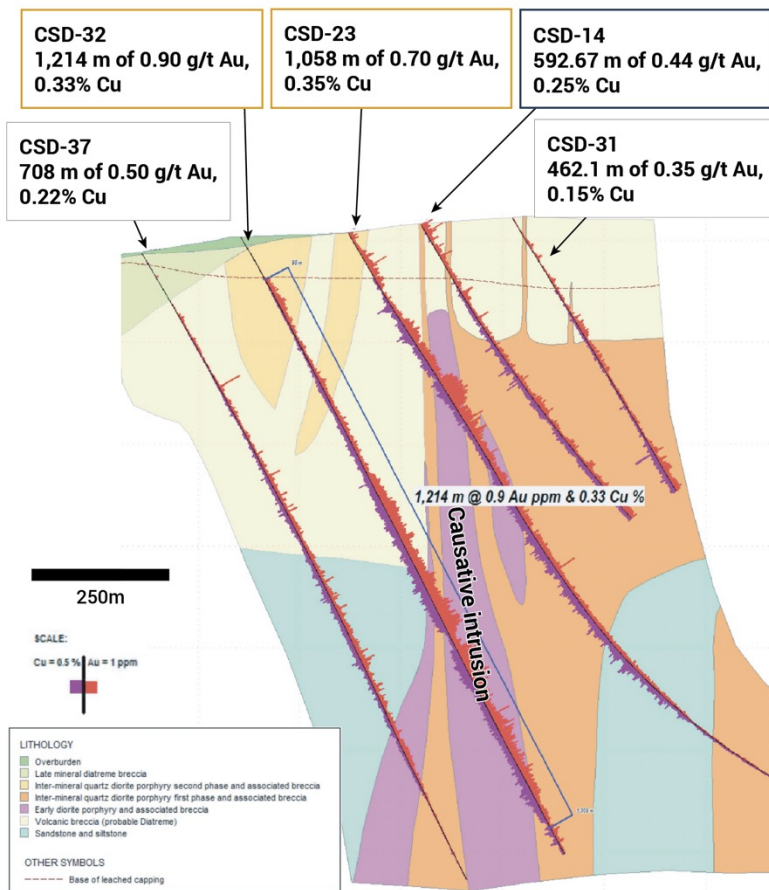 CSD-32
1,214 m of 0.90 g/t Au,
0.33% Cu
CSD-23
1,058 m of 0.70 g/t Au,
0.35% Cu
CSD-14
592.67 m of 0.44 g/t Au,
0.25% Cu
CSD-37
708 m of 0.50 g/t Au,
0.22% Cu
CSD-31
462.1 m of 0.35 g/t Au,
0.15% Cu
1,214 m @ 0.9 Au ppm & 0.33 Cu %
Causative intrusion
250m
SCALE:
Cu = 0.5 % Au = 1 ppm
LITHOLOGY
Overburden
Late mineral diatreme breccia
Inter-mineral quartz diorite porphyry second phase and associated breccia
Inter-mineral quartz diorite porphyry first phase and associated breccia
Early diorite porphyry and associated breccia
Volcanic breccia (probable Diatreme)
Sandstone and siltstone
OTHER SYMBOLS
Base of leached capping